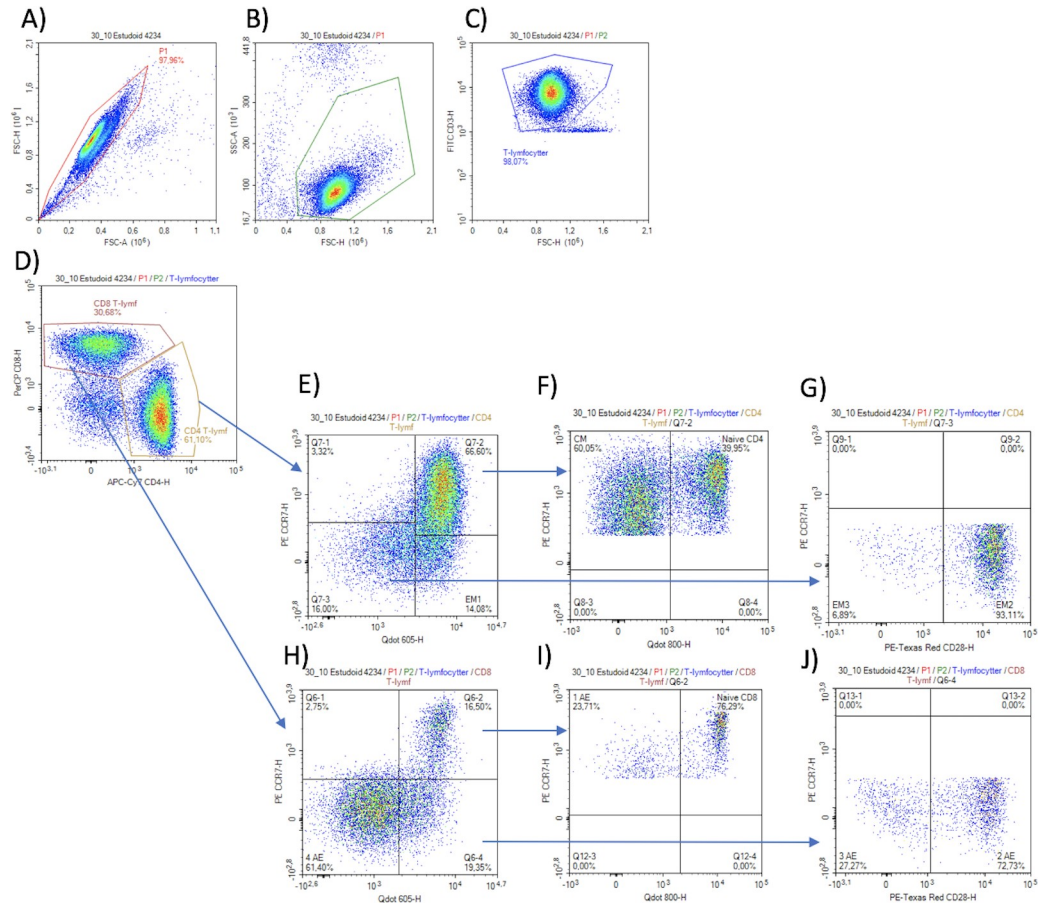 A)
30_10 Estudoid 4234
P1
97,96%
2,1
1,6
1,2
0,8
0,4
0
FSC-H (10⁶)
0
0,2
0,4
0,6
0,8
1,1
FSC-A (10⁶)
B)
30_10 Estudoid 4234 / P1
441,8
300
200
100
16,7
SSC-A (10³)
0
0,4
0,8
1,2
1,6
2,1
FSC-H (10⁶)
C)
30_10 Estudoid 4234 / P1 / P2
10⁵
10⁴
10³
10²
10¹
FITC CD3-H
T-lymfocytter
98,07%
0
0,4
0,8
1,2
1,6
2,1
FSC-H (10⁶)
D)
30_10 Estudoid 4234 / P1 / P2 / T-lymfocytter
CD8 T-lymf
30,68%
10⁵
10⁴
10³
0
-10³·⁴
PerCP CD8-H
CD4 T-lymf
61,10%
-10³·¹
0
10³
10⁴
10⁵
APC-Cy7 CD4-H
E)
30_10 Estudoid 4234 / P1 / P2 / T-lymfocytter / CD4
T-lymf
10³·⁹
Q7-1
3,32%
Q7-2
66,60%
10³
0
-10²·⁸
PE CCR7-H
Q7-3
16,00%
EM1
14,08%
-10²·⁶
10³
10⁴
10⁴·⁷
Qdot 605-H
F)
30_10 Estudoid 4234 / P1 / P2 / T-lymfocytter / CD4
T-lymf / Q7-2
10³·⁹
CM
60,05%
Naive CD4
39,95%
10³
0
-10²·⁸
PE CCR7-H
Q8-3
0,00%
Q8-4
0,00%
-10³·²
0
10³
10⁴
10⁵
Qdot 800-H
G)
30_10 Estudoid 4234 / P1 / P2 / T-lymfocytter / CD4
T-lymf / Q7-3
10³·⁹
Q9-1
0,00%
Q9-2
0,00%
10³
0
-10²·⁸
PE CCR7-H
EM3
6,89%
EM2
93,11%
-10³·¹
0
10³
10⁴
10⁵
PE-Texas Red CD28-H
H)
30_10 Estudoid 4234 / P1 / P2 / T-lymfocytter / CD8
T-lymf
10³·⁹
Q6-1
2,75%
Q6-2
16,50%
10³
0
-10²·⁸
PE CCR7-H
4 AE
61,40%
Q6-4
19,35%
-10²·⁶
10³
10⁴
10⁴·⁷
Qdot 605-H
I)
30_10 Estudoid 4234 / P1 / P2 / T-lymfocytter / CD8
T-lymf / Q6-2
10³·⁹
1 AE
23,71%
Naive CD8
76,29%
10³
0
-10²·⁸
PE CCR7-H
Q12-3
0,00%
Q12-4
0,00%
-10³·²
0
10³
10⁴
10⁵
Qdot 800-H
J)
30_10 Estudoid 4234 / P1 / P2 / T-lymfocytter / CD8
T-lymf / Q6-4
10³·⁹
Q13-1
0,00%
Q13-2
0,00%
10³
0
-10²·⁸
PE CCR7-H
3 AE
27,27%
2 AE
72,73%
-10³·¹
0
10³
10⁴
10⁵
PE-Texas Red CD28-H